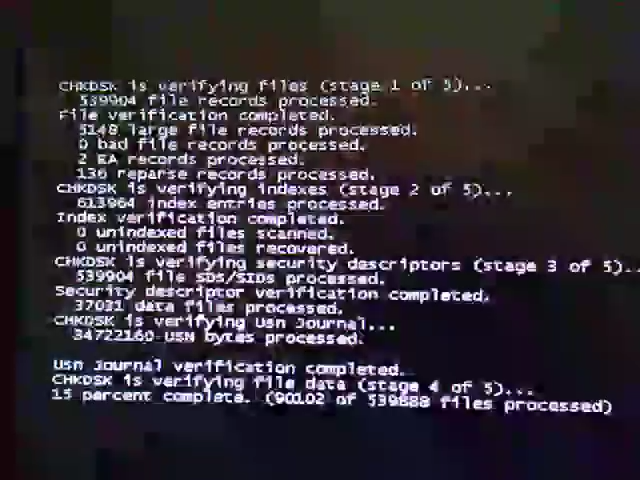 CHKDSK is verifying files (stage 1 of 5)...
539904 file records processed.
File verification completed.
5148 large file records processed.
0 bad file records processed.
2 EA records processed.
136 reparse records processed.
CHKDSK is verifying indexes (stage 2 of 5)...
613964 index entries processed.
Index verification completed.
0 unindexed files scanned.
0 unindexed files recovered.
CHKDSK is verifying security descriptors (stage 3 of 5)...
539904 file SDs/SIDs processed.
Security descriptor verification completed.
37031 data files processed.
CHKDSK is verifying Usn Journal...
34722160 USN bytes processed.
Usn Journal verification completed.
CHKDSK is verifying file data (stage 4 of 5)...
15 percent complete. (90102 of 539888 files processed)